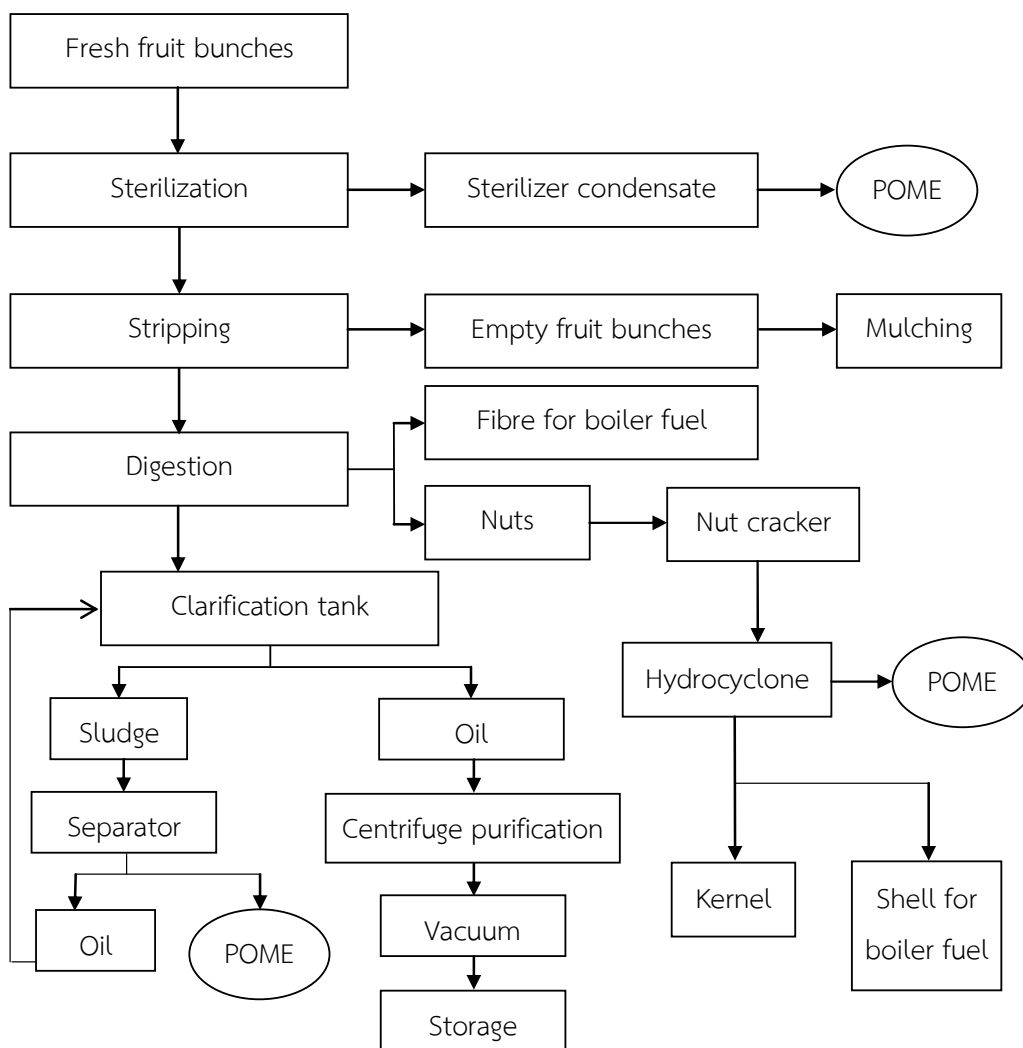 Fresh fruit bunches
Sterilization
Sterilizer condensate
POME
Stripping
Empty fruit bunches
Mulching
Digestion
Fibre for boiler fuel
Nuts
Nut cracker
Clarification tank
Hydrocyclone
POME
Sludge
Oil
Separator
Centrifuge purification
Oil
POME
Vacuum
Storage
Kernel
Shell for
boiler fuel